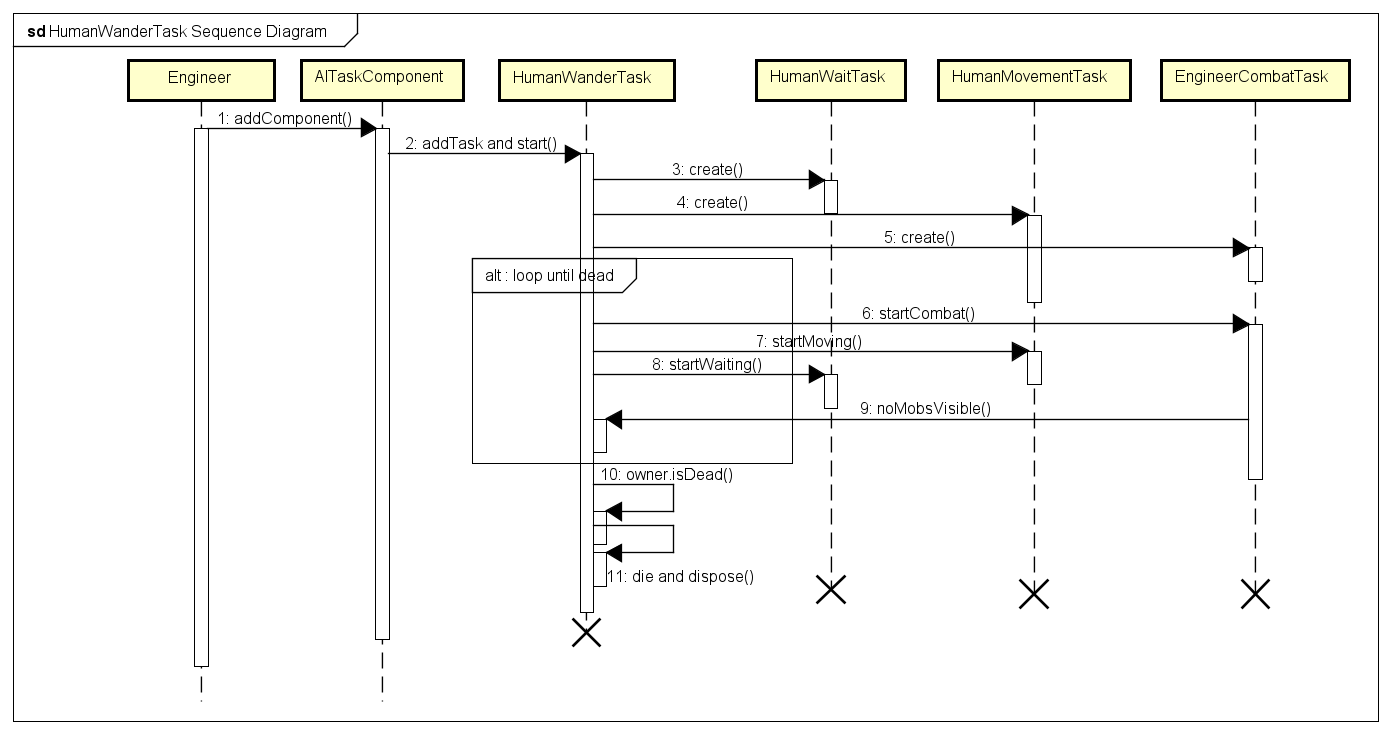 sd HumanWanderTask Sequence Diagram
Engineer
AITaskComponent
HumanWanderTask
HumanWaitTask
HumanMovementTask
EngineerCombatTask
1: addComponent()
2: addTask and start()
3: create()
4: create()
5: create()
alt : loop until dead
6: startCombat()
7: startMoving()
8: startWaiting()
9: noMobsVisible()
10: owner.isDead()
11: die and dispose()